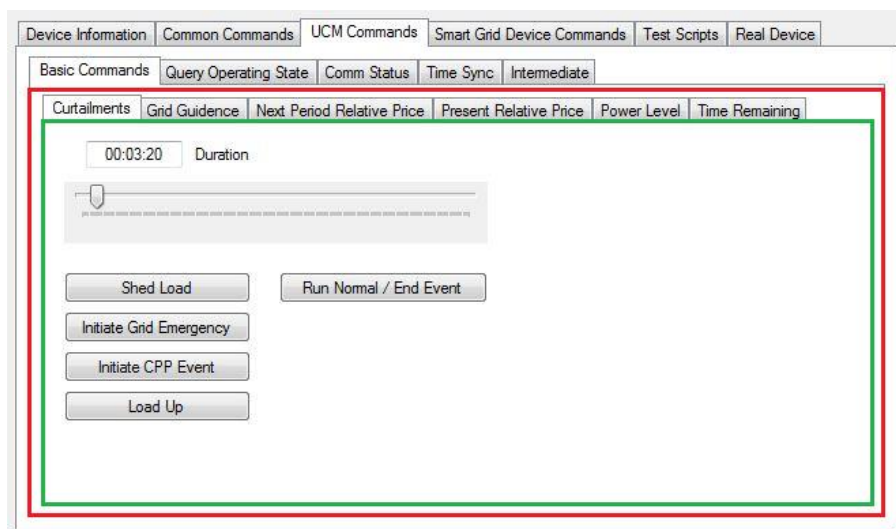 Device Information Common Commands UCM Commands Smart Grid Device Commands Test Scripts Real Device
Basic Commands Query Operating State Comm Status Time Sync Intermediate
Curtailments Grid Guidence Next Period Relative Price Present Relative Price Power Level Time Remaining
00:03:20 Duration
Shed Load Run Normal / End Event
Initiate Grid Emergency
Initiate CPP Event
Load Up